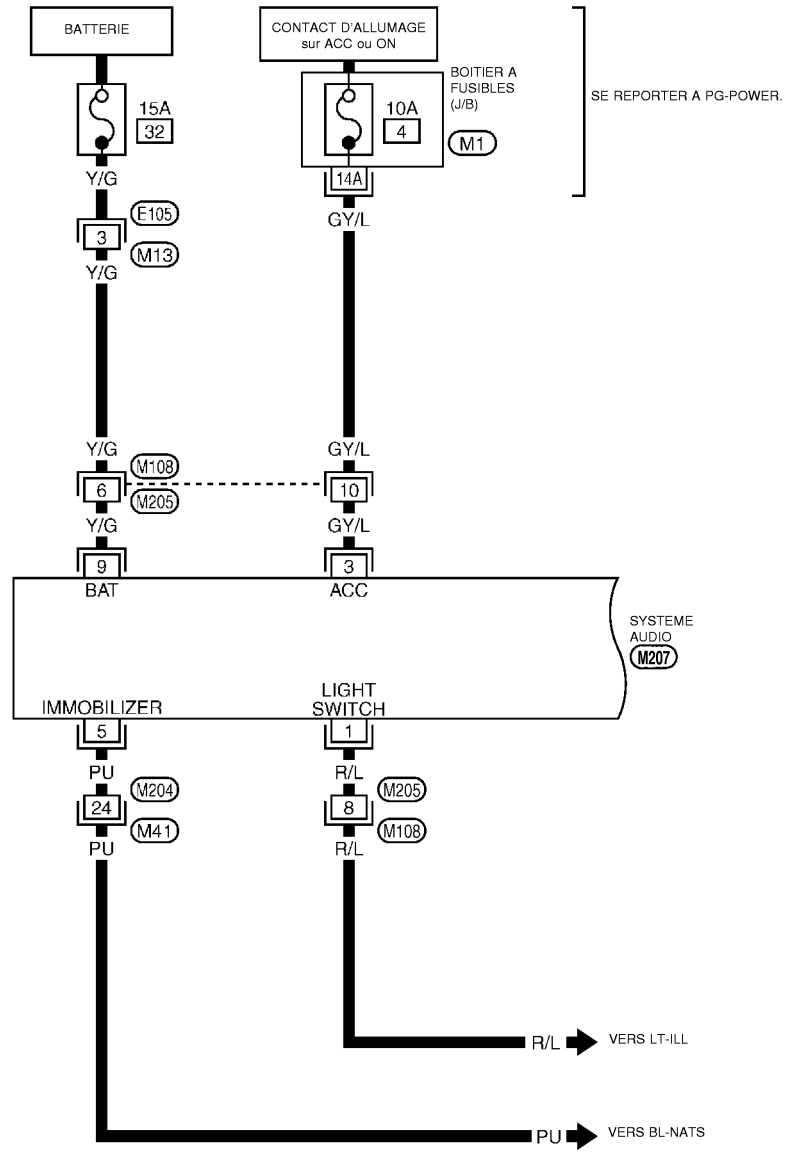 BATTERIE
CONTACT D'ALLUMAGE
sur ACC ou ON
BOITIER A
FUSIBLES
(J/B)
SE REPORTER A PG-POWER.
15A
32
10A
4
M1
Y/G
14A
E105
GY/L
3
M13
Y/G
Y/G
GY/L
M108
6
10
M205
Y/G
GY/L
9
3
BAT
ACC
SYSTEME
AUDIO
M207
IMMOBILIZER
LIGHT
SWITCH
5
1
PU
R/L
M204
M205
24
8
M41
M108
PU
R/L
R/L
VERS LT-ILL
PU
VERS BL-NATS